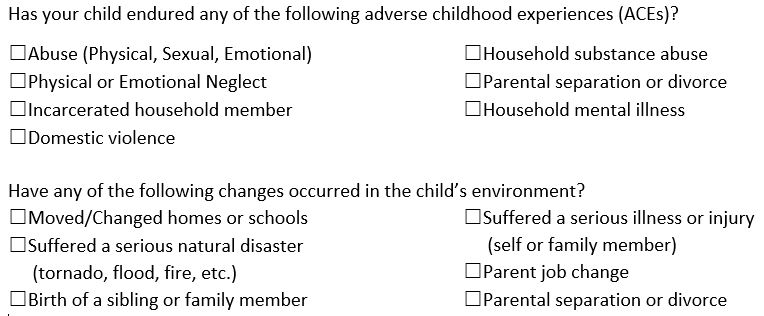 Has your child endured any of the following adverse childhood experiences (ACEs)?
☐Abuse (Physical, Sexual, Emotional)
☐Physical or Emotional Neglect
☐Incarcerated household member
☐Domestic violence
☐Household substance abuse
☐Parental separation or divorce
☐Household mental illness
Have any of the following changes occurred in the child's environment?
☐Moved/Changed homes or schools
☐Suffered a serious natural disaster
(tornado, flood, fire, etc.)
☐Birth of a sibling or family member
☐Suffered a serious illness or injury
(self or family member)
☐Parent job change
☐Parental separation or divorce